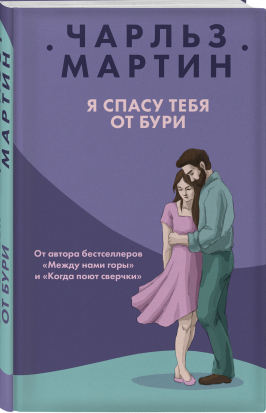 ЧАРЛЬЗ
МАРТИН
Я СПАСУ ТЕБЯ
ОТ БУРИ
От автора бестселлеров
«Между нами горы»
и «Когда поют сверчки»
МАРТИН
ОТ БУРИ